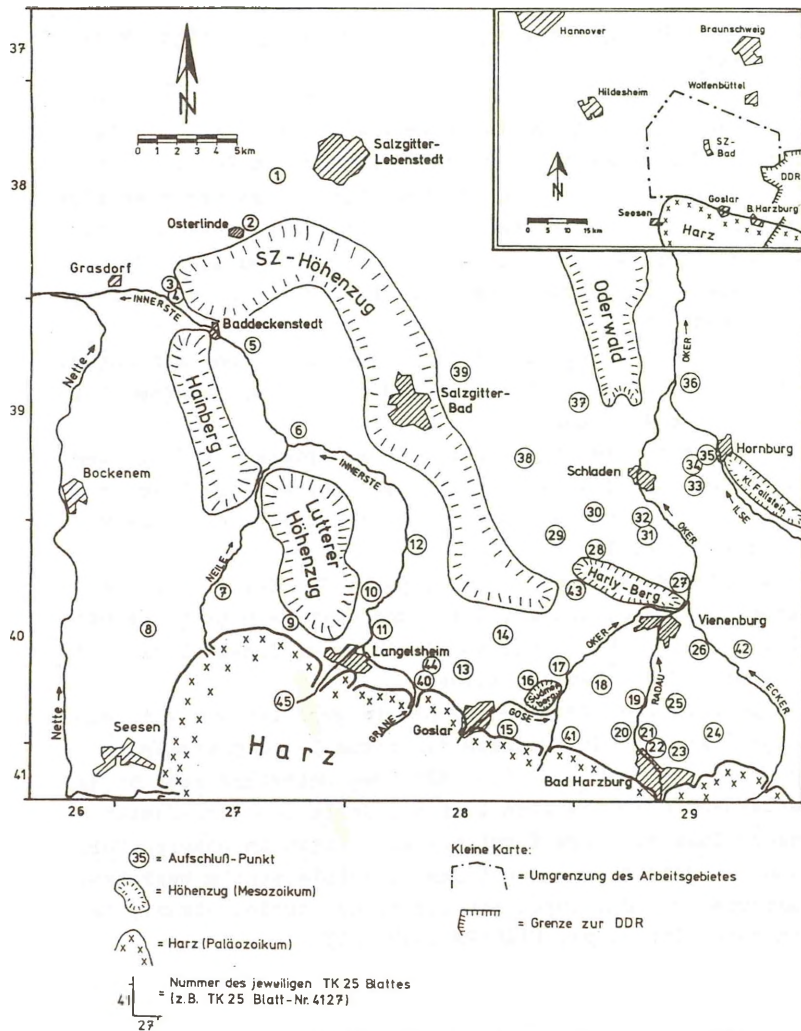 37
38
39
40
41
26
27
28
29
N
0 1 2 3 4 5km
Salzgitter-
Lebenstedt
1
Osterlinde
2
SZ-Höhenzug
Grasdorf
3
4
INNERSTE
Baddeckenstedt
5
Nette
Hainberg
39
Salzgitter-
Bad
6
INNERSTE
Bockenem
Lutterer
Höhenzug
NEILE
7
8
9
10
11
12
Langelsheim
45
GRANE
Seesen
Nette
Harz
Goslar
13
14
44
40
15
GOSE
16
Sudmer
berg
17
18
19
20
21
22
23
24
25
26
42
41
Bad Harzburg
RADAU
ECKER
OKER
Vienenburg
27
Harly-Berg
43
28
29
30
31
32
OKER
Schladen
33
34
35
Hornburg
Kl. Fallstein
ILSE
36
37
38
Oderwald
OKER
Hannover
Braunschweig
Hildesheim
Wolfenbüttel
SZ-
Bad
DDR
N
Goslar
Seesen
B.Harzburg
Harz
0 5 10 15 km
35 = Aufschluß-Punkt
= Höhenzug (Mesozoikum)
= Harz (Paläozoikum)
41
27
= Nummer des jeweiligen TK 25 Blattes
(z.B. TK 25 Blatt-Nr. 4127)
Kleine Karte:
= Umgrenzung des Arbeitsgebietes
= Grenze zur DDR